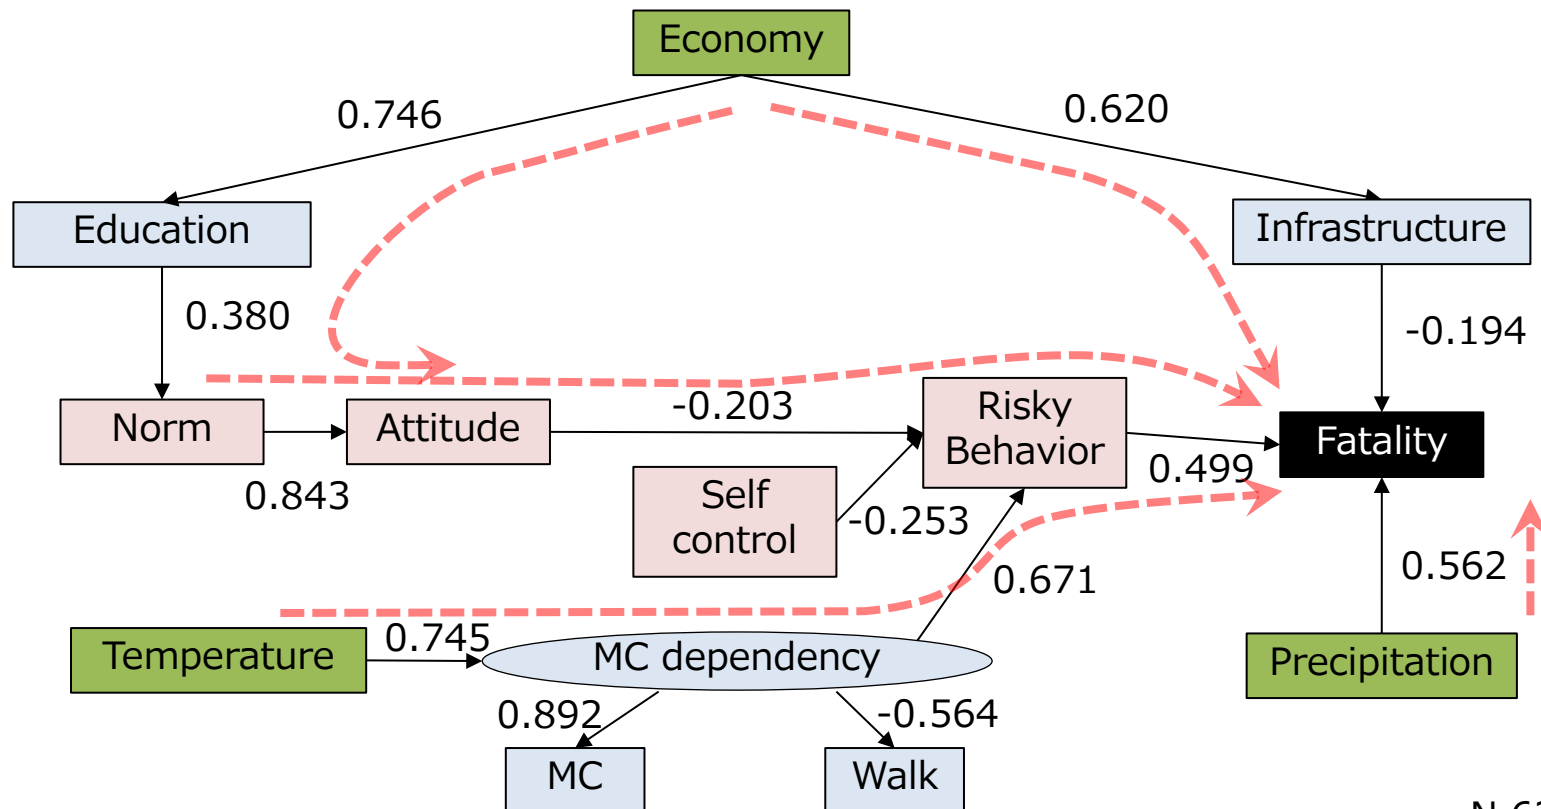 Economy
0.746
0.620
Education
Infrastructure
0.380
-0.194
Norm
Attitude
-0.203
Risky
Behavior
Fatality
0.843
0.499
Self
control
-0.253
0.671
0.562
Temperature
0.745
MC dependency
Precipitation
0.892
-0.564
MC
Walk